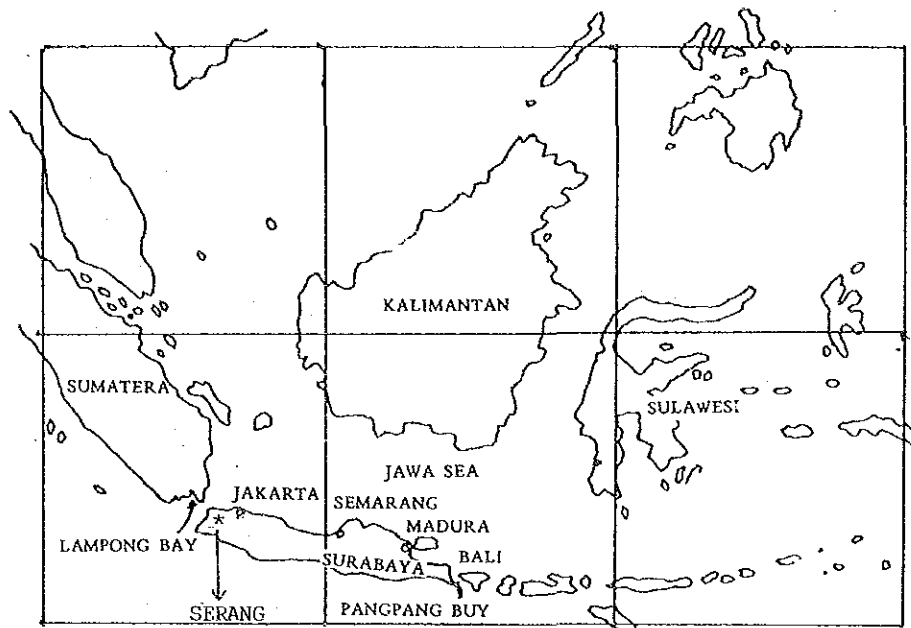 KALIMANTAN
SUMATERA
SULAWESI
JAWA SEA
JAKARTA
SEMARANG
MADURA
LAMPONG BAY
SURABAYA
BALI
SERANG
PANGPANG BUY